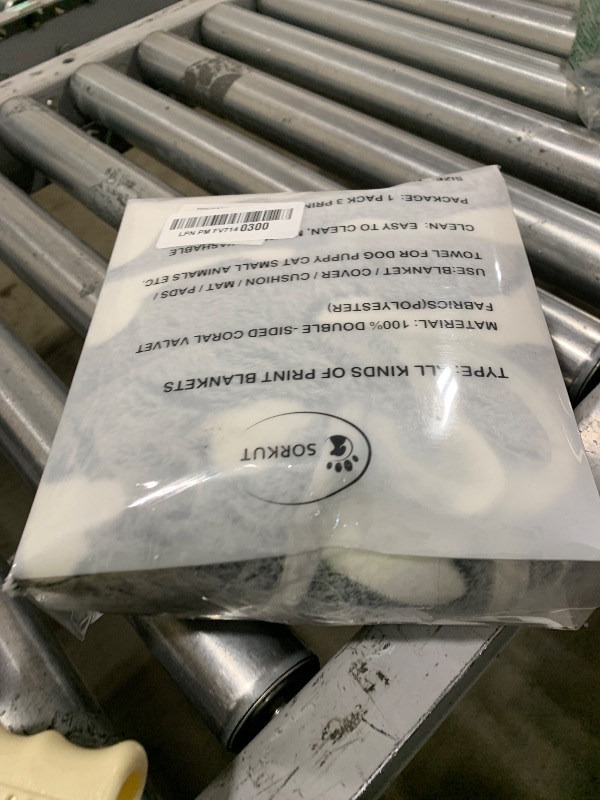 SORKUT
TYPE: ALL KINDS OF PRINT BLANKETS
MATERIAL: 100% DOUBLE-SIDED CORAL VALVET
FABRICS(POLYESTER)
USE:BLANKET / COVER / CUSHION / MAT / PADS /
TOWEL FOR DOG PUPPY CAT SMALL ANIMALS ETC.
CLEAN: EASY TO CLEAN,
PACKAGE: 1 PACK 3
SIZE
LPN PM FV714 0300